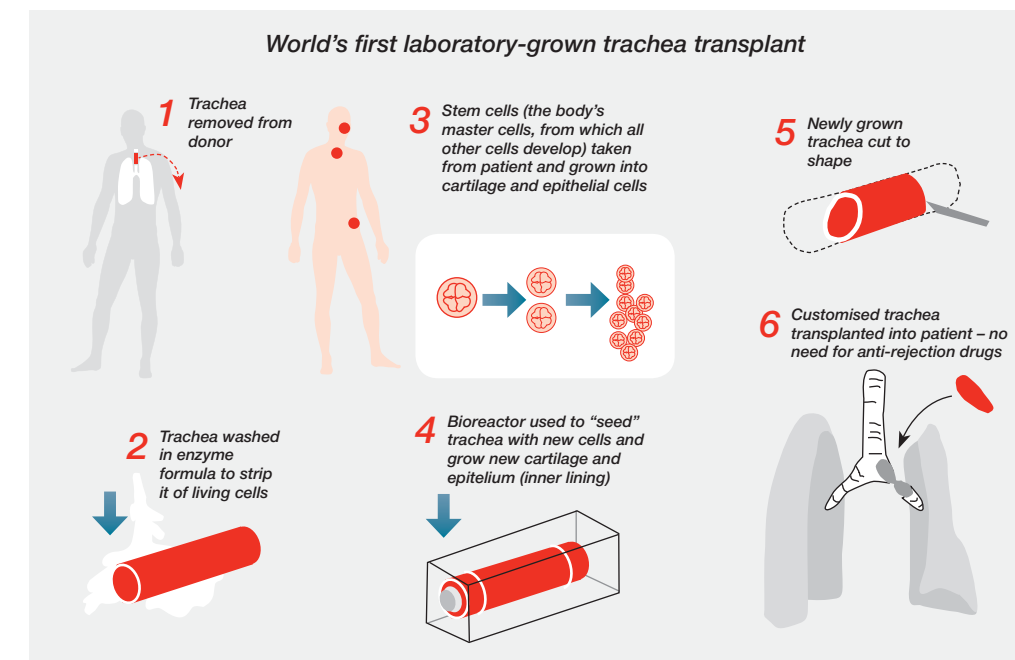 World's first laboratory-grown trachea transplant
1 Trachea
removed from
donor
2 Trachea washed
in enzyme
formula to strip
it of living cells
3 Stem cells (the body's
master cells, from which all
other cells develop) taken
from patient and grown into
cartilage and epithelial cells
4 Bioreactor used to “seed”
trachea with new cells and
grow new cartilage and
epitelium (inner lining)
5 Newly grown
trachea cut to
shape
6 Customised trachea
transplanted into patient – no
need for anti-rejection drugs